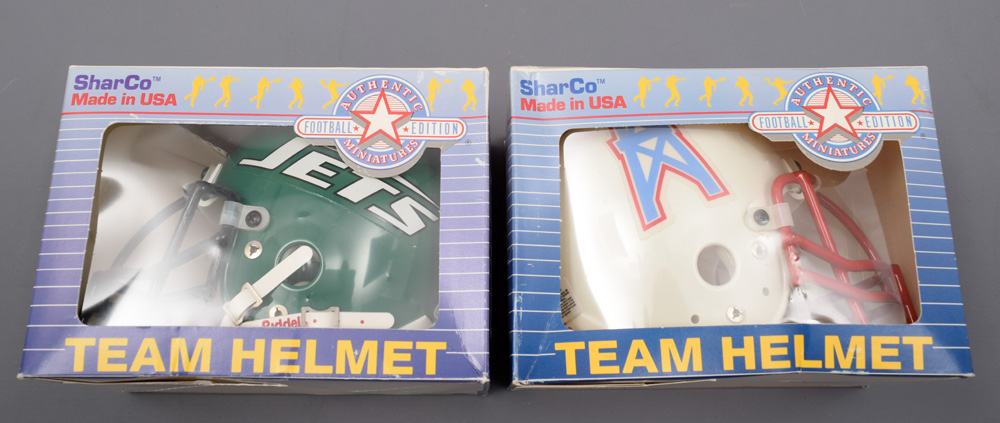 SharCo™
Made in USA
AUTHENTIC
FOOTBALL EDITION
MINIATURES
JETS
Riddell
TEAM HELMET
SharCo™
Made in USA
AUTHENTIC
FOOTBALL EDITION
MINIATURES
TEAM HELMET